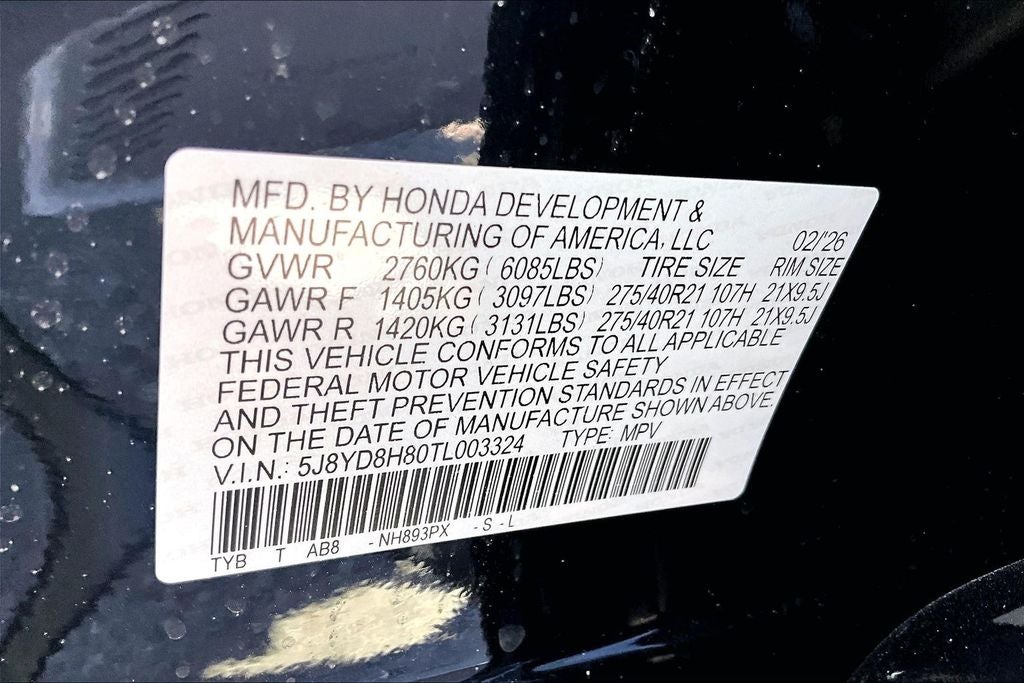 MFD. BY HONDA DEVELOPMENT &
MANUFACTURING OF AMERICA, LLC 02/'26
GVWR 2760KG ( 6085LBS) TIRE SIZE RIM SIZE
GAWR F 1405KG ( 3097LBS) 275/40R21 107H 21X9.5J
GAWR R 1420KG ( 3131LBS) 275/40R21 107H 21X9.5J
THIS VEHICLE CONFORMS TO ALL APPLICABLE
FEDERAL MOTOR VEHICLE SAFETY
AND THEFT PREVENTION STANDARDS IN EFFECT
ON THE DATE OF MANUFACTURE SHOWN ABOVE.
V.I.N.: 5J8YD8H80TL003324 TYPE: MPV
TYB T AB8 - NH893PX - S - L